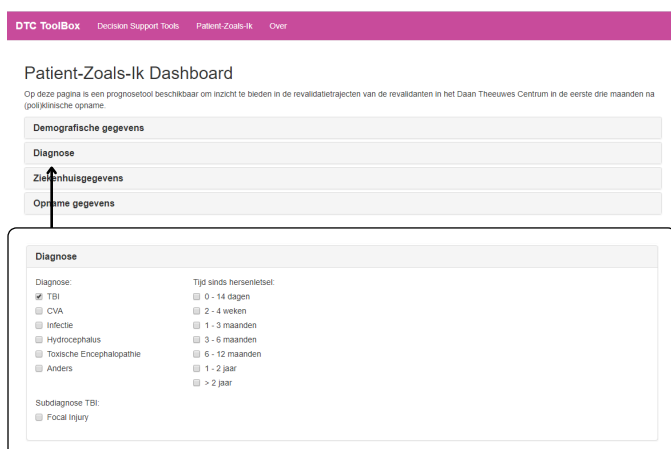 DTC ToolBox Decision Support Tools Patient-Zoals-Ik Over
Patient-Zoals-Ik Dashboard
Op deze pagina is een prognosetool beschikbaar om inzicht te bieden in de revalidatietrajecten van de revalidanten in het Daan Theeuwes Centrum in de eerste drie maanden na
(poli)klinische opname.
Demografische gegevens
Diagnose
Ziekenhuisgegevens
Opname gegevens
Diagnose
Diagnose: Tijd sinds hersenletsel:
TBI 0 - 14 dagen
CVA 2 - 4 weken
Infectie 1 - 3 maanden
Hydrocephalus 3 - 6 maanden
Toxische Encephalopathie 6 - 12 maanden
Anders 1 - 2 jaar
> 2 jaar
Subdiagnose TBI:
Focal Injury